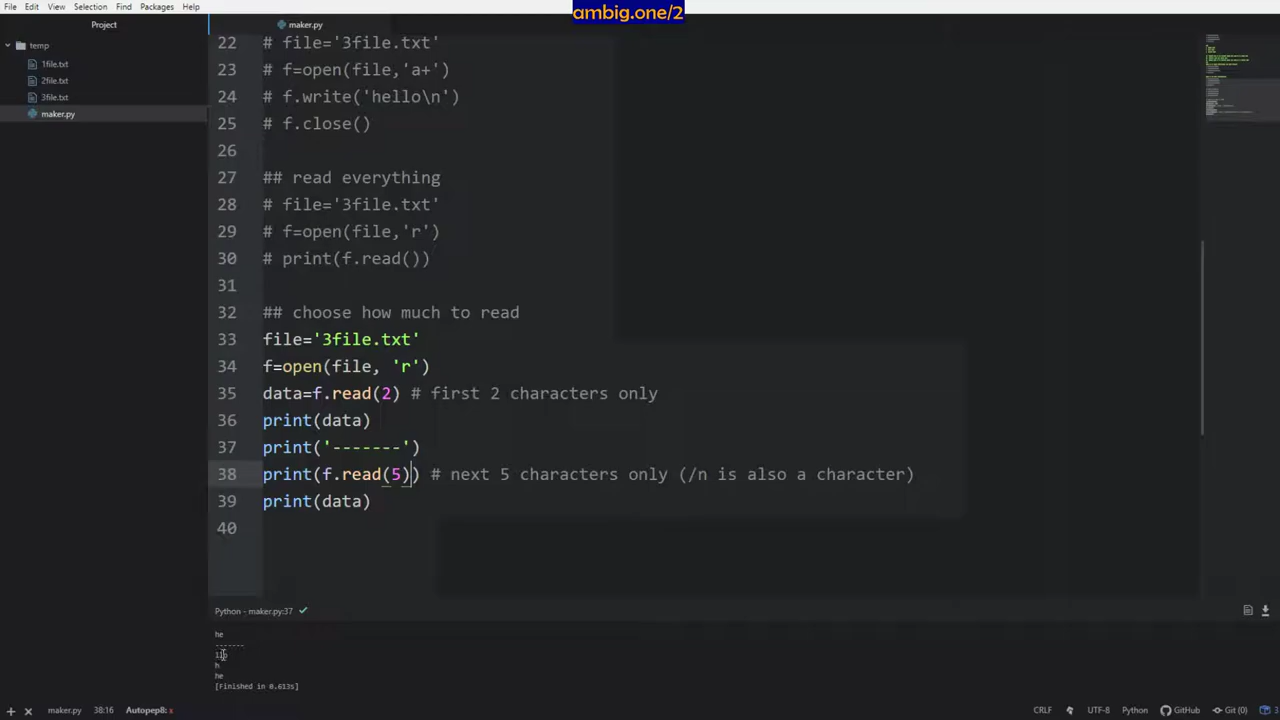 ambig.one/2
File Edit View Selection Find Packages Help
Project
maker.py
temp
1file.txt
2file.txt
3file.txt
maker.py
22 # file='3file.txt'
23 # f=open(file,'a+')
24 # f.write('hello\n')
25 # f.close()
26
27 ## read everything
28 # file='3file.txt'
29 # f=open(file,'r')
30 # print(f.read())
31
32 ## choose how much to read
33 file='3file.txt'
34 f=open(file, 'r')
35 data=f.read(2) # first 2 characters only
36 print(data)
37 print('-------')
38 print(f.read(5)) # next 5 characters only (/n is also a character)
39 print(data)
40
Python - maker.py:37 ✓
he
-------
h
he
[Finished in 0.613s]
+ × maker.py 38:16 Autopep8: x CRLF UTF-8 Python GitHub Git (0) 3